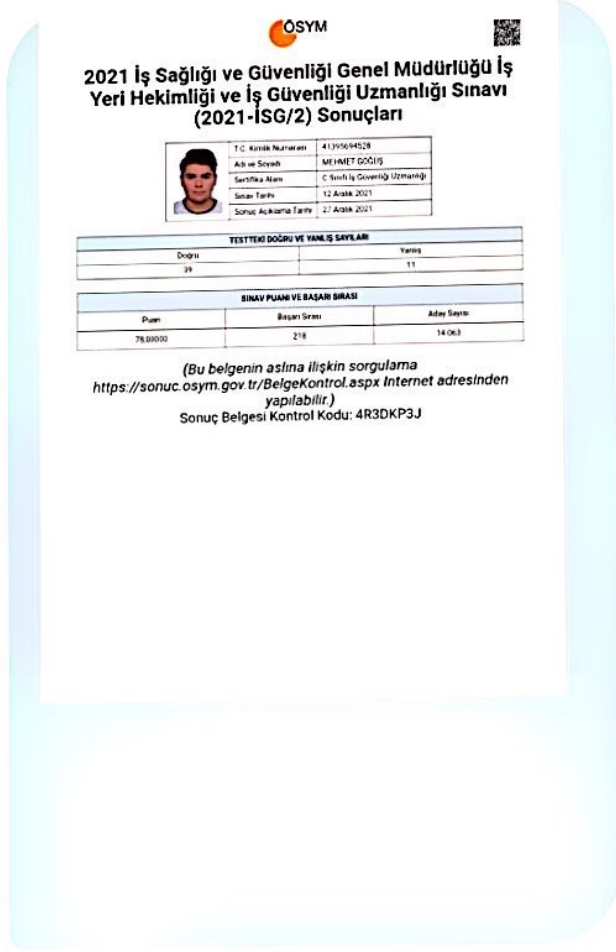 ÖSYM
2021 İş Sağlığı ve Güvenliği Genel Müdürlüğü İş
Yeri Hekimliği ve İş Güvenliği Uzmanlığı Sınavı
(2021-İSG/2) Sonuçları
T.C. Kimlik Numarası 41395694528
Adı ve Soyadı MEHMET GÖĞÜŞ
Sertifika Alanı C Sınıfı İş Güvenliği Uzmanlığı
Sınav Tarihi 12 Aralık 2021
Sonuç Açıklama Tarihi 27 Aralık 2021
TESTTEKİ DOĞRU VE YANLIŞ SAYILARI
Doğru Yanlış
39 11
SINAV PUANI VE BAŞARI SIRASI
Puan Başarı Sırası Aday Sayısı
78.00000 218 14.063
(Bu belgenin aslına ilişkin sorgulama
https://sonuc.osym.gov.tr/BelgeKontrol.aspx Internet adresinden
yapılabilir.)
Sonuç Belgesi Kontrol Kodu: 4R3DKP3J